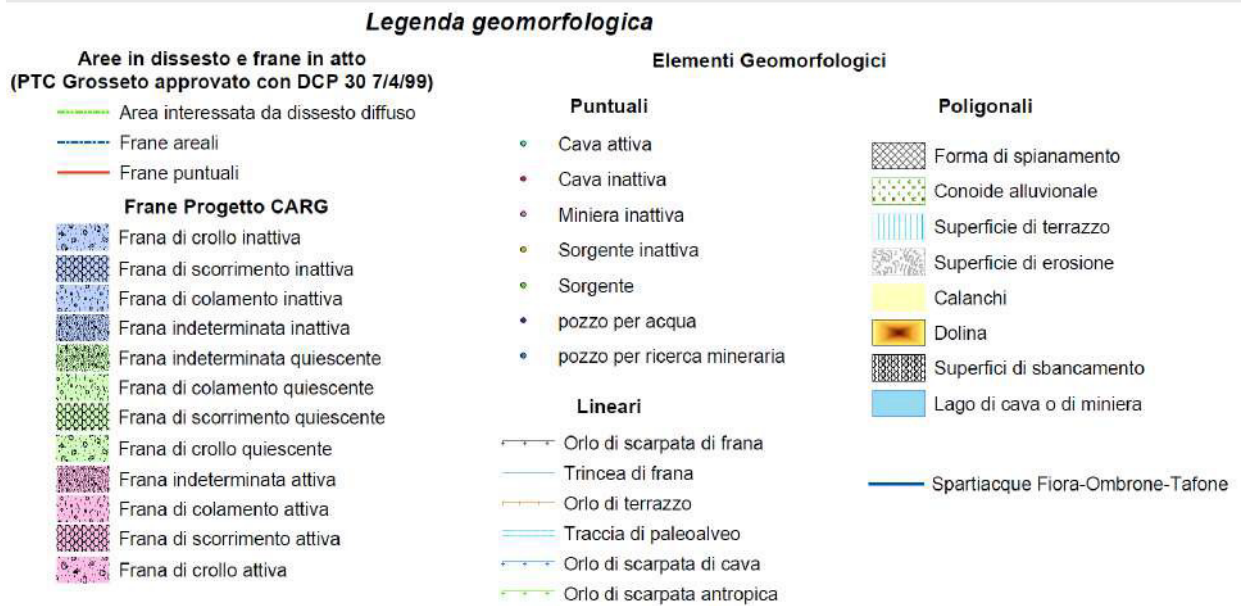 Legenda geomorfologica
Aree in dissesto e frane in atto
(PTC Grosseto approvato con DCP 30 7/4/99)
Area interessata da dissesto diffuso
Frane areali
Frane puntuali
Frane Progetto CARG
Frana di crollo inattiva
Frana di scorrimento inattiva
Frana di colamento inattiva
Frana indeterminata inattiva
Frana indeterminata quiescente
Frana di colamento quiescente
Frana di scorrimento quiescente
Frana di crollo quiescente
Frana indeterminata attiva
Frana di colamento attiva
Frana di scorrimento attiva
Frana di crollo attiva
Elementi Geomorfologici
Puntuali
Cava attiva
Cava inattiva
Miniera inattiva
Sorgente inattiva
Sorgente
pozzo per acqua
pozzo per ricerca mineraria
Lineari
Orlo di scarpata di frana
Trincea di frana
Orlo di terrazzo
Traccia di paleoalveo
Orlo di scarpata di cava
Orlo di scarpata antropica
Poligonali
Forma di spianamento
Conoide alluvionale
Superficie di terrazzo
Superficie di erosione
Calanchi
Dolina
Superfici di sbancamento
Lago di cava o di miniera
Spartiacque Fiora-Ombrone-Tafone